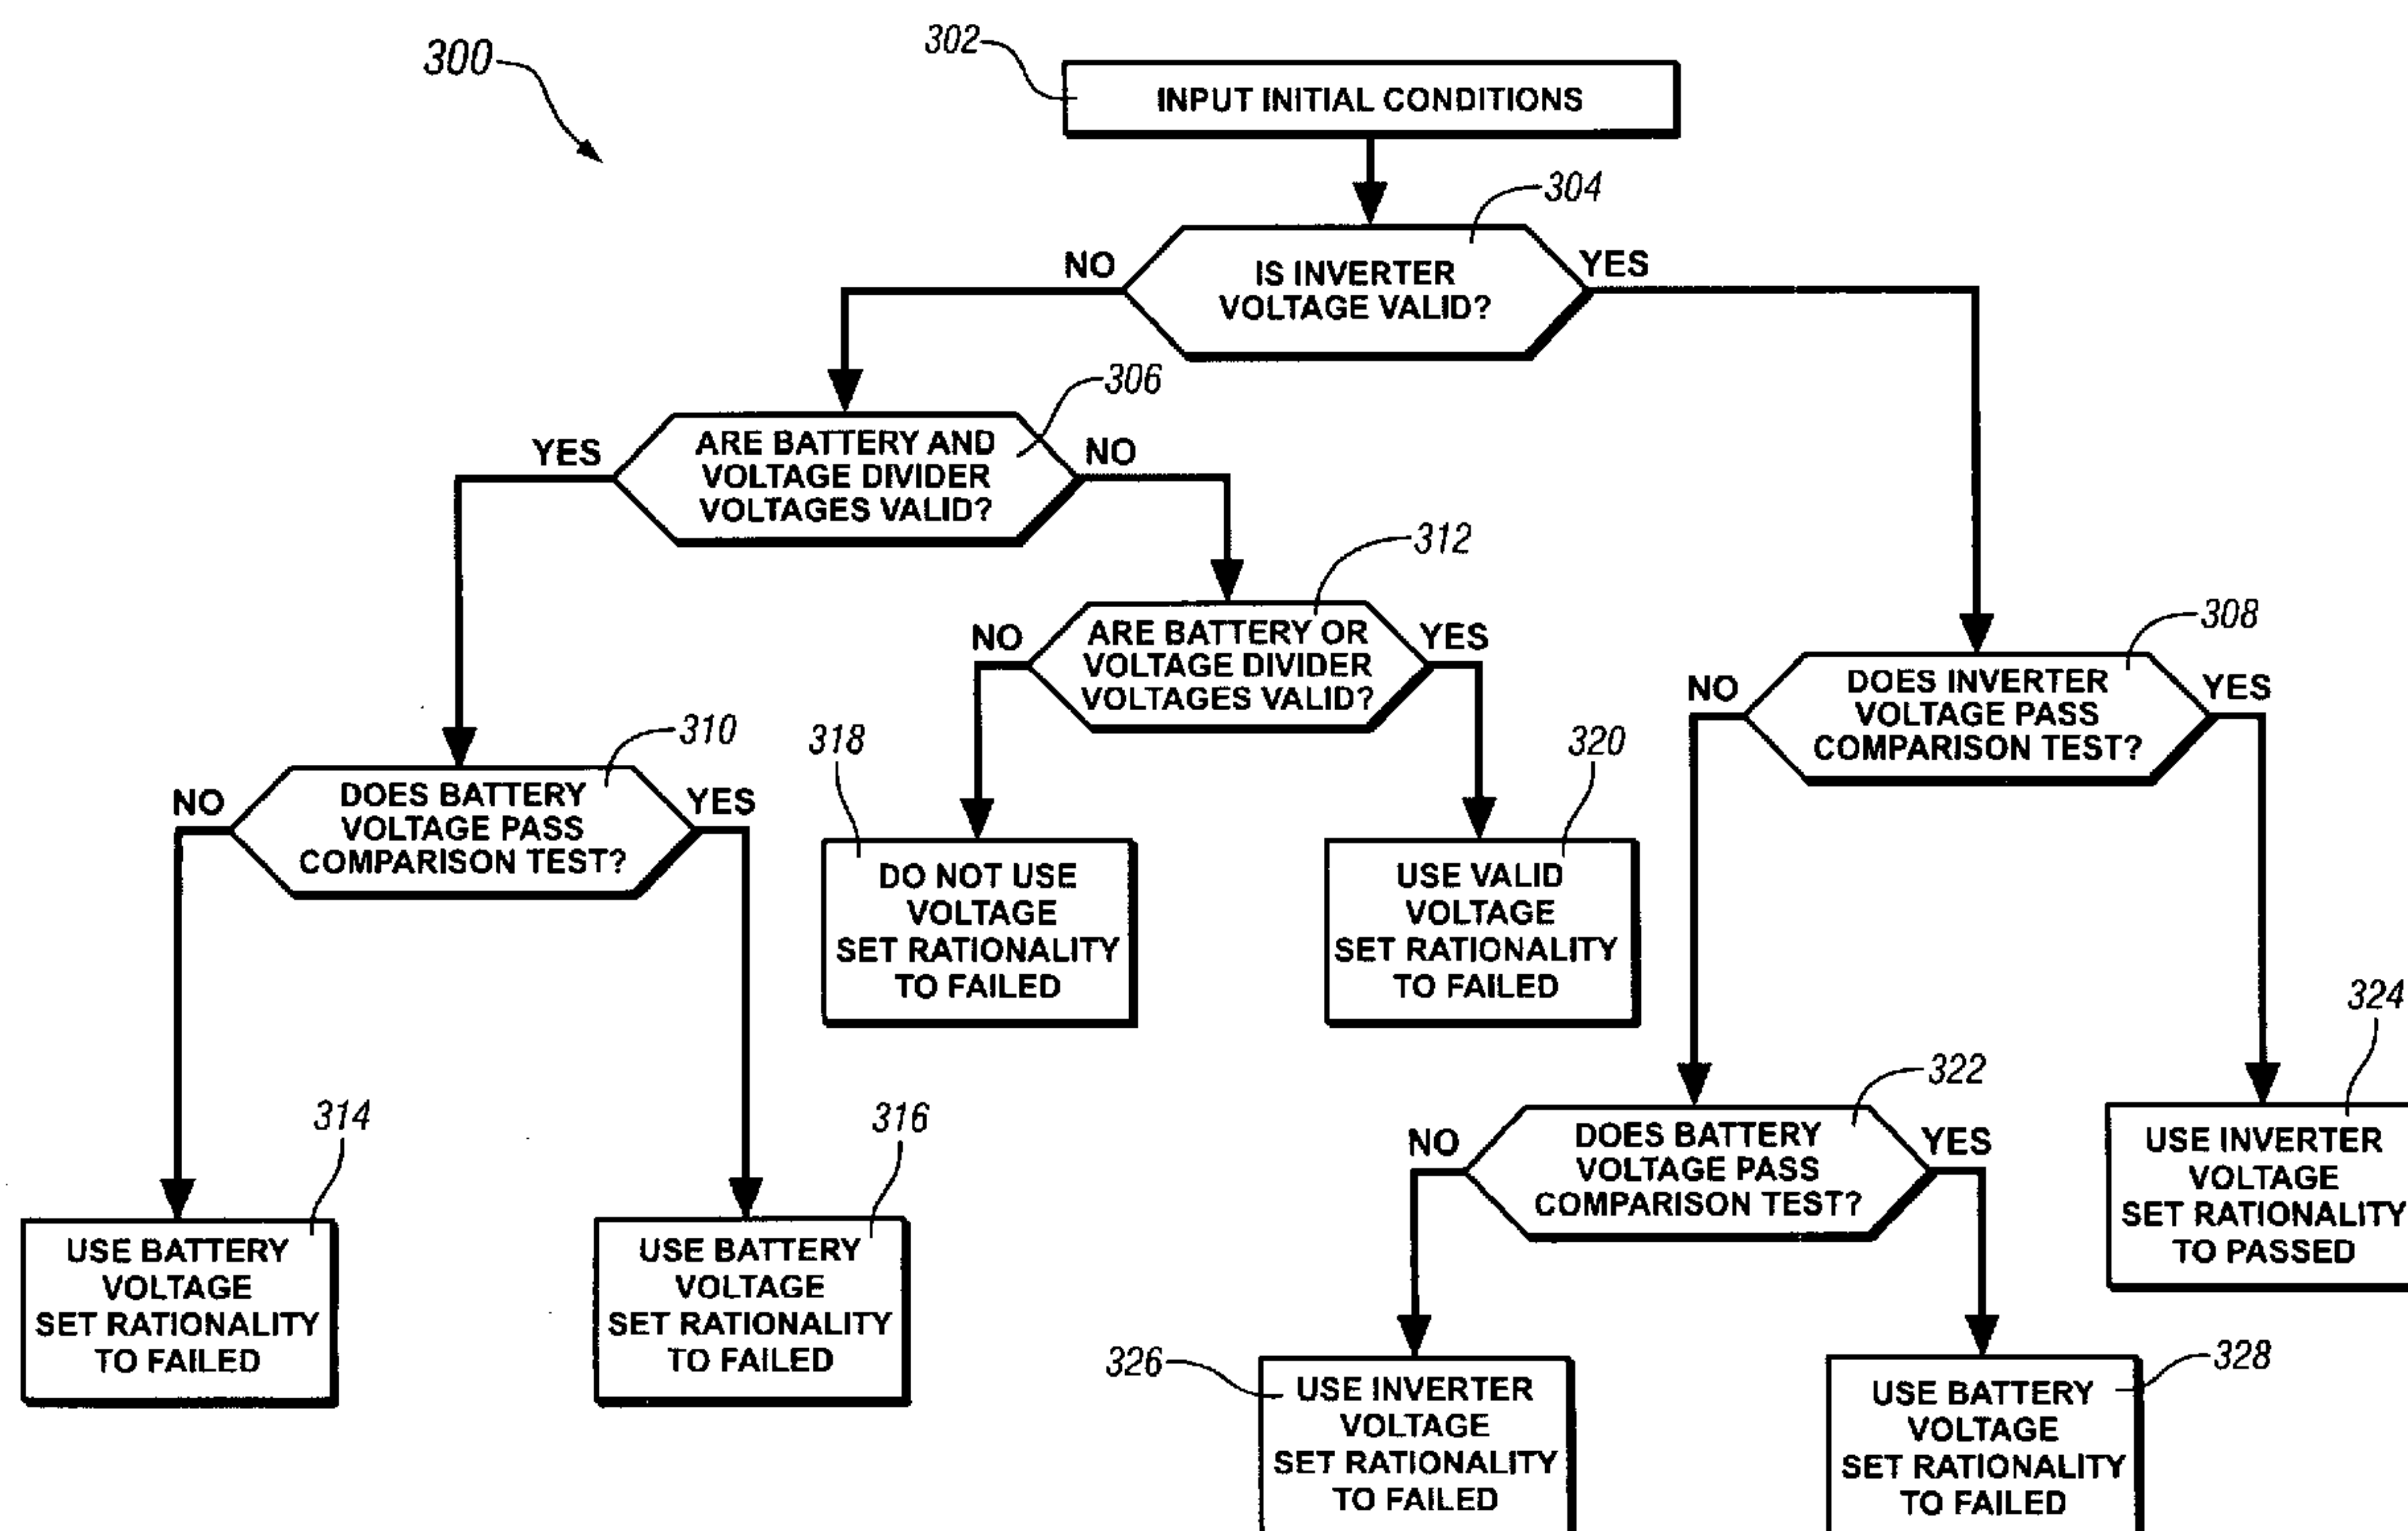 300
302
INPUT INITIAL CONDITIONS
304
NO
IS INVERTER
VOLTAGE VALID?
YES
306
YES
ARE BATTERY AND
VOLTAGE DIVIDER
VOLTAGES VALID?
NO
312
NO
ARE BATTERY OR
VOLTAGE DIVIDER
VOLTAGES VALID?
YES
308
NO
DOES INVERTER
VOLTAGE PASS
COMPARISON TEST?
YES
310
NO
DOES BATTERY
VOLTAGE PASS
COMPARISON TEST?
YES
318
DO NOT USE
VOLTAGE
SET RATIONALITY
TO FAILED
320
USE VALID
VOLTAGE
SET RATIONALITY
TO FAILED
322
NO
DOES BATTERY
VOLTAGE PASS
COMPARISON TEST?
YES
324
USE INVERTER
VOLTAGE
SET RATIONALITY
TO PASSED
314
USE BATTERY
VOLTAGE
SET RATIONALITY
TO FAILED
316
USE BATTERY
VOLTAGE
SET RATIONALITY
TO FAILED
326
USE INVERTER
VOLTAGE
SET RATIONALITY
TO FAILED
328
USE BATTERY
VOLTAGE
SET RATIONALITY
TO FAILED